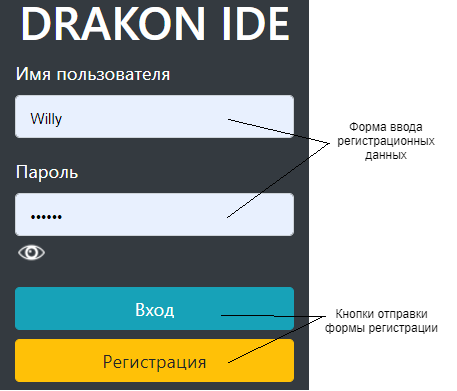 DRAKON IDE
Имя пользователя
Willy
Форма ввода
регистрационных
данных
Пароль
••••••
Вход
Кнопки отправки
формы регистрации
Регистрация